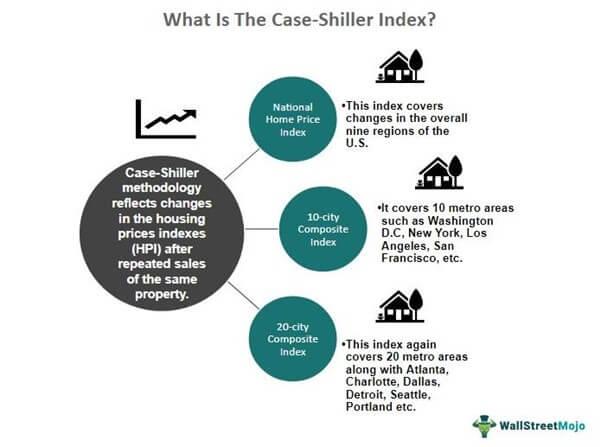 What Is The Case-Shiller Index?
Case-Shiller
methodology
reflects changes
in the housing
prices indexes
(HPI) after
repeated sales
of the same
property.
National
Home Price
Index
•This index covers
changes in the overall
nine regions of the
U.S.
10-city
Composite
Index
•It covers 10 metro areas
such as Washington
D.C, New York, Los
Angeles, San
Francisco, etc.
20-city
Composite
Index
•This index again
covers 20 metro areas
along with Atlanta,
Charlotte, Dallas,
Detroit, Seattle,
Portland etc.
WallStreetMojo